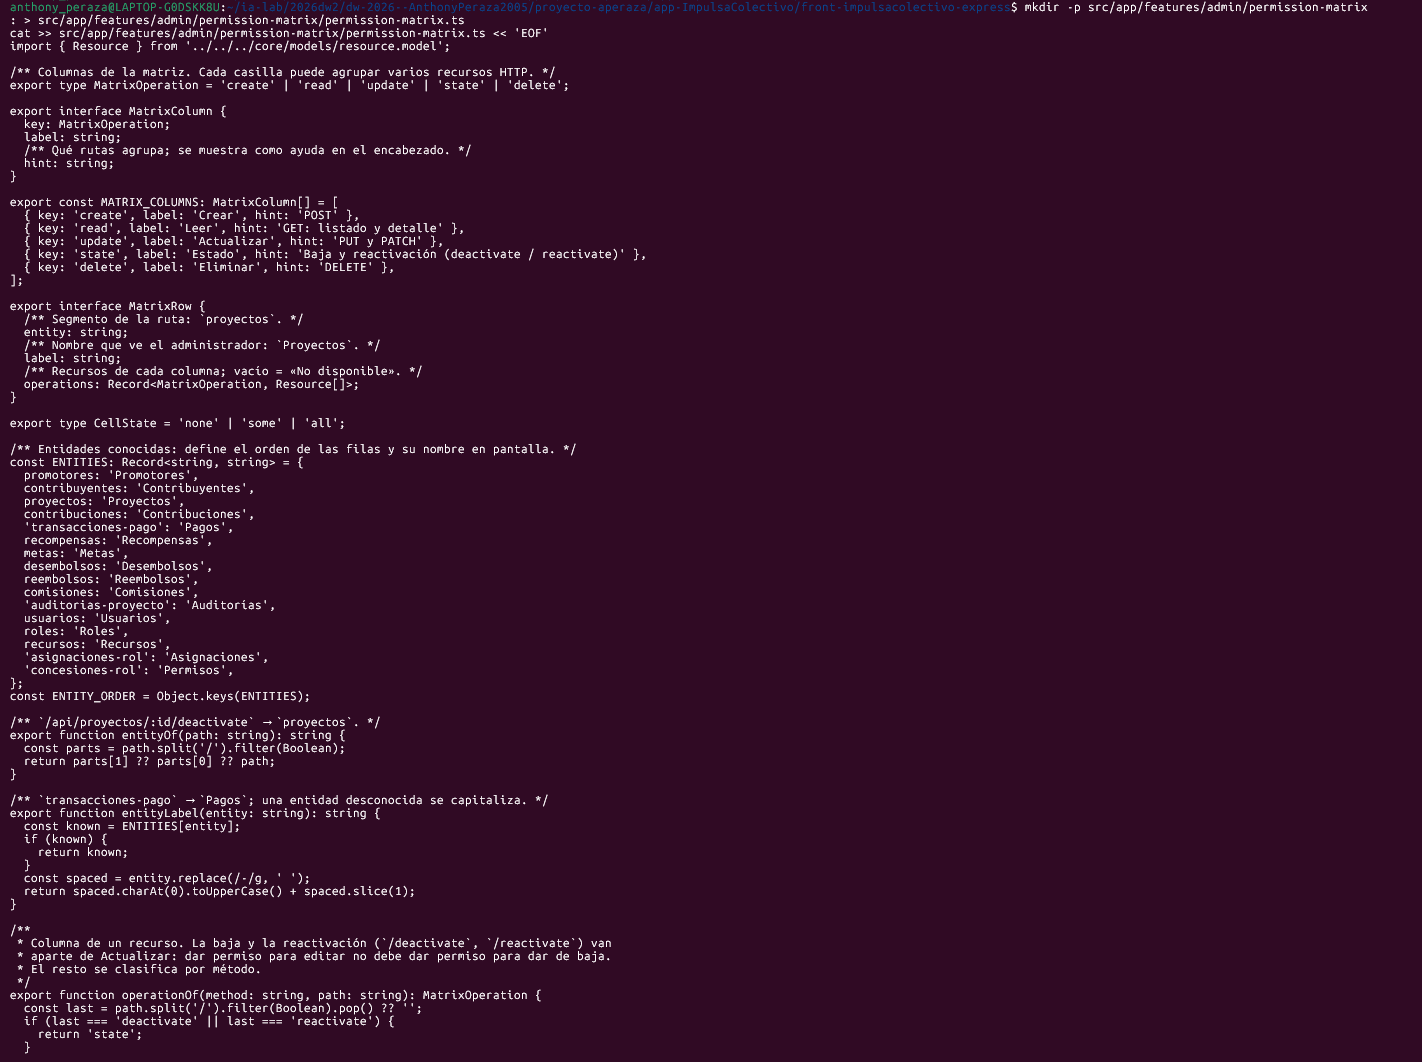 anthony_peraza@LAPTOP-G0DSKK8U:~/ia-lab/2026dw2/dw-2026--AnthonyPeraza2005/proyecto-aperaza/app-ImpulsaColectivo/front-impulsacolectivo-express$ mkdir -p src/app/features/admin/permission-matrix
: > src/app/features/admin/permission-matrix/permission-matrix.ts
cat >> src/app/features/admin/permission-matrix/permission-matrix.ts << 'EOF'
import { Resource } from '../../../core/models/resource.model';

/** Columnas de la matriz. Cada casilla puede agrupar varios recursos HTTP. */
export type MatrixOperation = 'create' | 'read' | 'update' | 'state' | 'delete';

export interface MatrixColumn {
  key: MatrixOperation;
  label: string;
  /** Qué rutas agrupa; se muestra como ayuda en el encabezado. */
  hint: string;
}

export const MATRIX_COLUMNS: MatrixColumn[] = [
  { key: 'create', label: 'Crear', hint: 'POST' },
  { key: 'read', label: 'Leer', hint: 'GET: listado y detalle' },
  { key: 'update', label: 'Actualizar', hint: 'PUT y PATCH' },
  { key: 'state', label: 'Estado', hint: 'Baja y reactivación (deactivate / reactivate)' },
  { key: 'delete', label: 'Eliminar', hint: 'DELETE' },
];

export interface MatrixRow {
  /** Segmento de la ruta: `proyectos`. */
  entity: string;
  /** Nombre que ve el administrador: `Proyectos`. */
  label: string;
  /** Recursos de cada columna; vacío = «No disponible». */
  operations: Record<MatrixOperation, Resource[]>;
}

export type CellState = 'none' | 'some' | 'all';

/** Entidades conocidas: define el orden de las filas y su nombre en pantalla. */
const ENTITIES: Record<string, string> = {
  promotores: 'Promotores',
  contribuyentes: 'Contribuyentes',
  proyectos: 'Proyectos',
  contribuciones: 'Contribuciones',
  'transacciones-pago': 'Pagos',
  recompensas: 'Recompensas',
  metas: 'Metas',
  desembolsos: 'Desembolsos',
  reembolsos: 'Reembolsos',
  comisiones: 'Comisiones',
  'auditorias-proyecto': 'Auditorías',
  usuarios: 'Usuarios',
  roles: 'Roles',
  recursos: 'Recursos',
  'asignaciones-rol': 'Asignaciones',
  'concesiones-rol': 'Permisos',
};
const ENTITY_ORDER = Object.keys(ENTITIES);

/** `/api/proyectos/:id/deactivate` → `proyectos`. */
export function entityOf(path: string): string {
  const parts = path.split('/').filter(Boolean);
  return parts[1] ?? parts[0] ?? path;
}

/** `transacciones-pago` → `Pagos`; una entidad desconocida se capitaliza. */
export function entityLabel(entity: string): string {
  const known = ENTITIES[entity];
  if (known) {
    return known;
  }
  const spaced = entity.replace(/-/g, ' ');
  return spaced.charAt(0).toUpperCase() + spaced.slice(1);
}

/**
 * Columna de un recurso. La baja y la reactivación (`/deactivate`, `/reactivate`) van
 * aparte de Actualizar: dar permiso para editar no debe dar permiso para dar de baja.
 * El resto se clasifica por método.
 */
export function operationOf(method: string, path: string): MatrixOperation {
  const last = path.split('/').filter(Boolean).pop() ?? '';
  if (last === 'deactivate' || last === 'reactivate') {
    return 'state';
  }